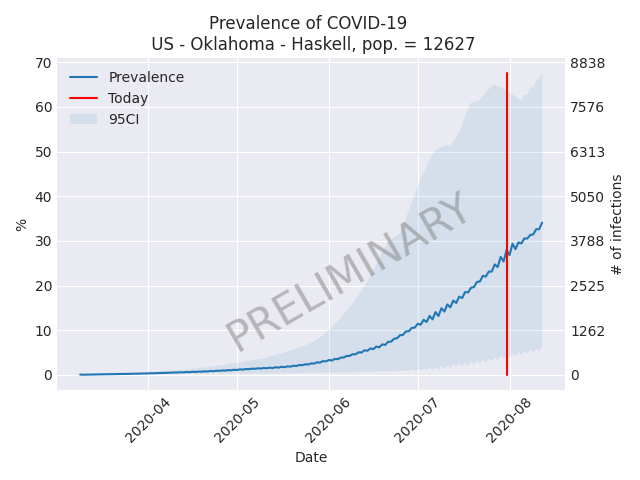 Prevalence of COVID-19
US - Oklahoma - Haskell, pop. = 12627
70
60
50
40
30
20
10
0
%
8838
7576
6313
5050
3788
2525
1262
0
# of infections
Prevalence
Today
95CI
PRELIMINARY
2020-04
2020-05
2020-06
2020-07
2020-08
Date